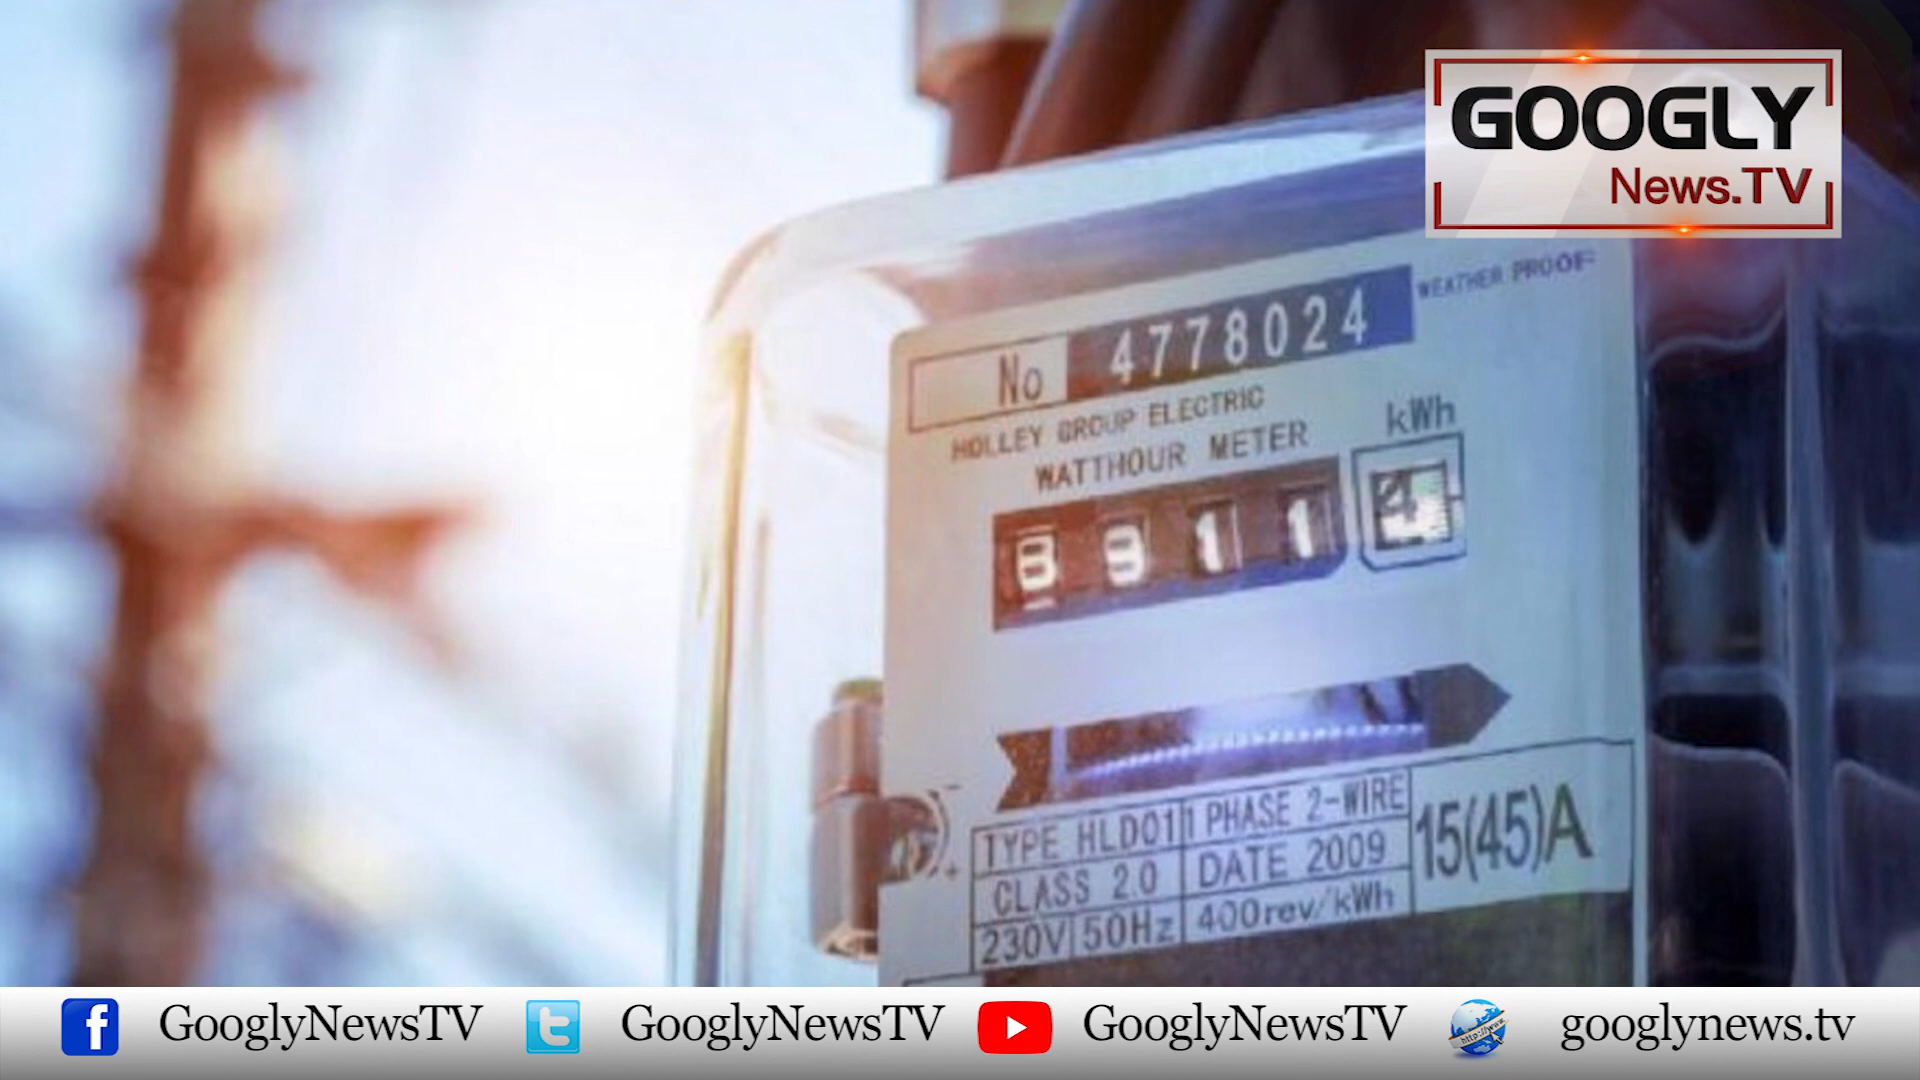 GOOGLY
News.TV
WEATHER PROOF
No 4778024
HOLLEY GROUP ELECTRIC
WATTHOUR METER
kWh
8 9 1 1 4
TYPE HLD01 1 PHASE 2-WIRE
15(45)A
CLASS 2.0 DATE 2009
230V 50Hz 400rev/kWh
GooglyNewsTV GooglyNewsTV GooglyNewsTV googlynews.tv